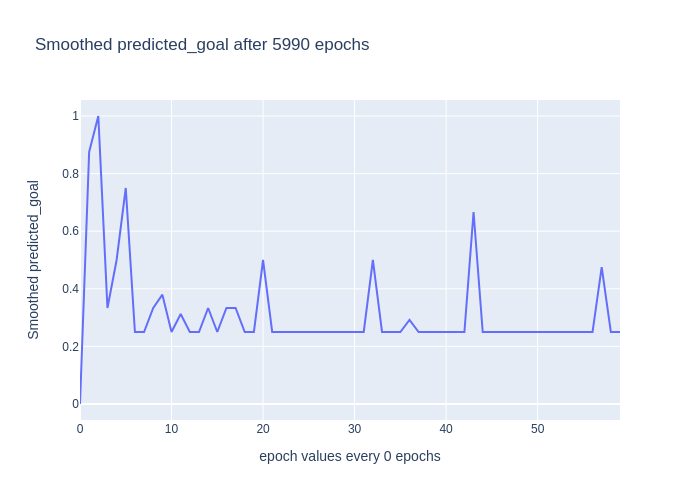 Smoothed predicted_goal after 5990 epochs
Smoothed predicted_goal
1
0.8
0.6
0.4
0.2
0
0 10 20 30 40 50
epoch values every 0 epochs